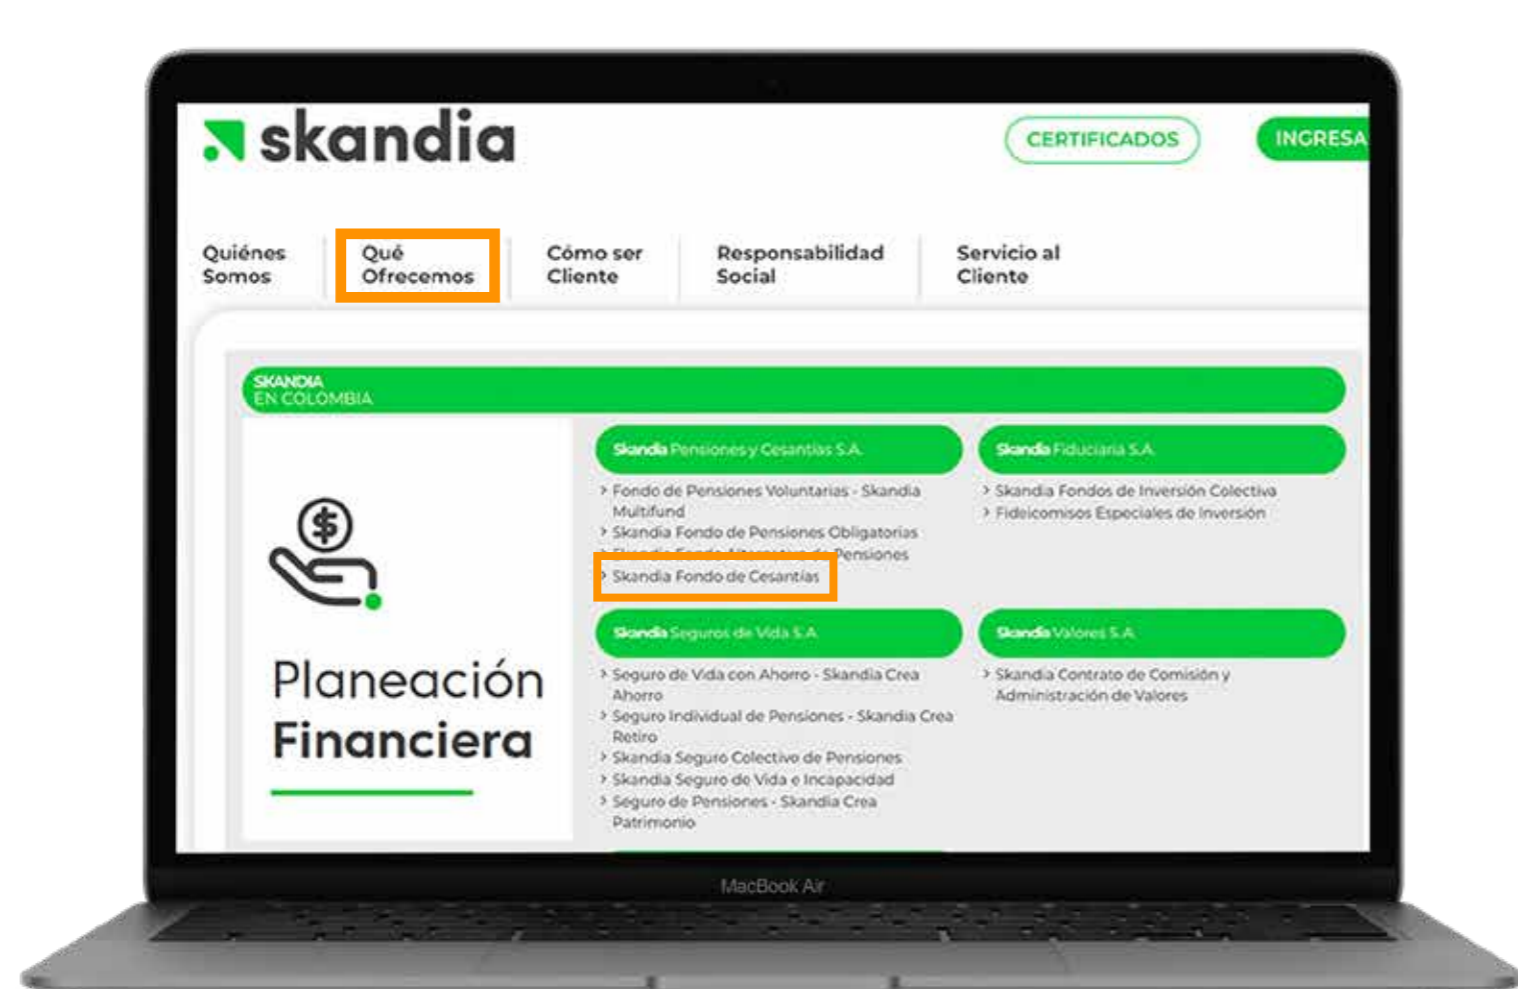 skandia
CERTIFICADOS
INGRESA
Quiénes
Somos
Qué
Ofrecemos
Cómo ser
Cliente
Responsabilidad
Social
Servicio al
Cliente
SKANDIA
EN COLOMBIA
Planeación
Financiera
Skandia Pensiones y Cesantías S.A.
> Fondo de Pensiones Voluntarias - Skandia
Multifund
> Skandia Fondo de Pensiones Obligatorias
> Skandia Fondo Alternativo de Pensiones
> Skandia Fondo de Cesantías
Skandia Fiduciaria S.A.
> Skandia Fondos de Inversión Colectiva
> Fideicomisos Especiales de Inversión
Skandia Seguros de Vida S.A.
> Seguro de Vida con Ahorro - Skandia Crea
Ahorro
> Seguro Individual de Pensiones - Skandia Crea
Retiro
> Skandia Seguro Colectivo de Pensiones
> Skandia Seguro de Vida e Incapacidad
> Seguro de Pensiones - Skandia Crea
Patrimonio
Skandia Valores S.A.
> Skandia Contrato de Comisión y
Administración de Valores
MacBook Air